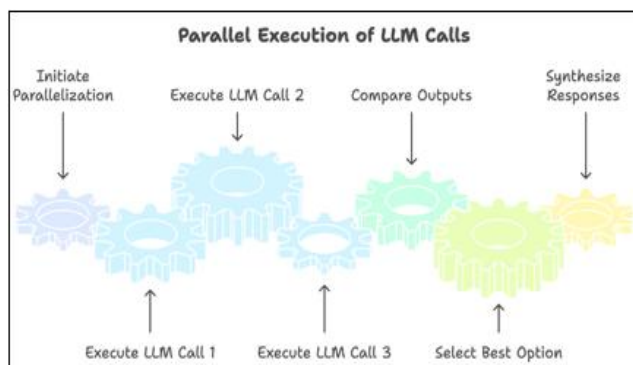 Parallel Execution of LLM Calls
Initiate
Parallelization
Execute LLM Call 2
Compare Outputs
Synthesize
Responses
Execute LLM Call 1
Execute LLM Call 3
Select Best Option